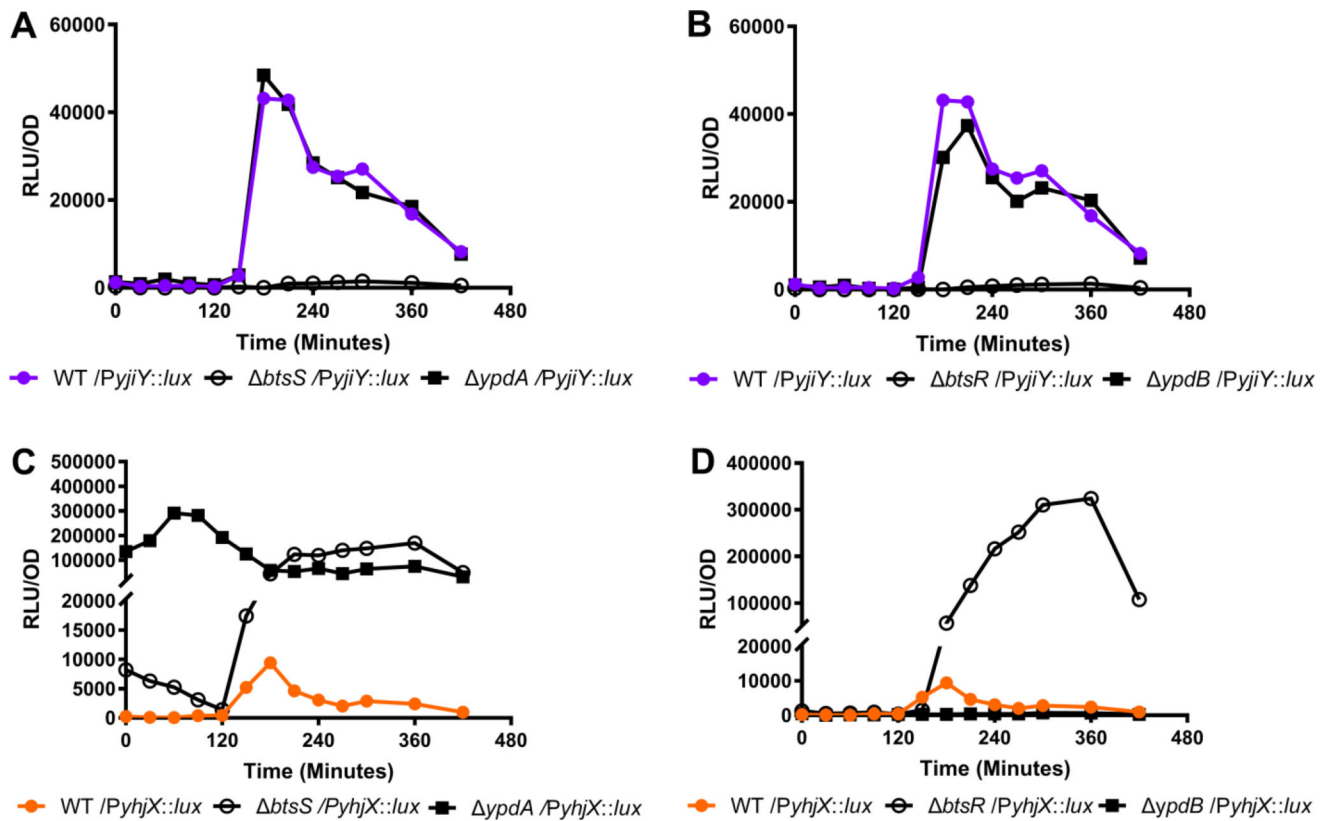 A
60000
40000
20000
0
RLU/OD
0 120 240 360 480
Time (Minutes)
WT /PyjiY::lux ΔbtsS /PyjiY::lux ΔypdA /PyjiY::lux
B
60000
40000
20000
0
RLU/OD
0 120 240 360 480
Time (Minutes)
WT /PyjiY::lux ΔbtsR /PyjiY::lux ΔypdB /PyjiY::lux
C
500000
400000
300000
200000
100000
20000
15000
10000
5000
0
RLU/OD
0 120 240 360 480
Time (Minutes)
WT /PyhjX::lux ΔbtsS /PyhjX::lux ΔypdA /PyhjX::lux
D
400000
300000
200000
100000
20000
10000
0
RLU/OD
0 120 240 360 480
Time (Minutes)
WT /PyhjX::lux ΔbtsR /PyhjX::lux ΔypdB /PyhjX::lux